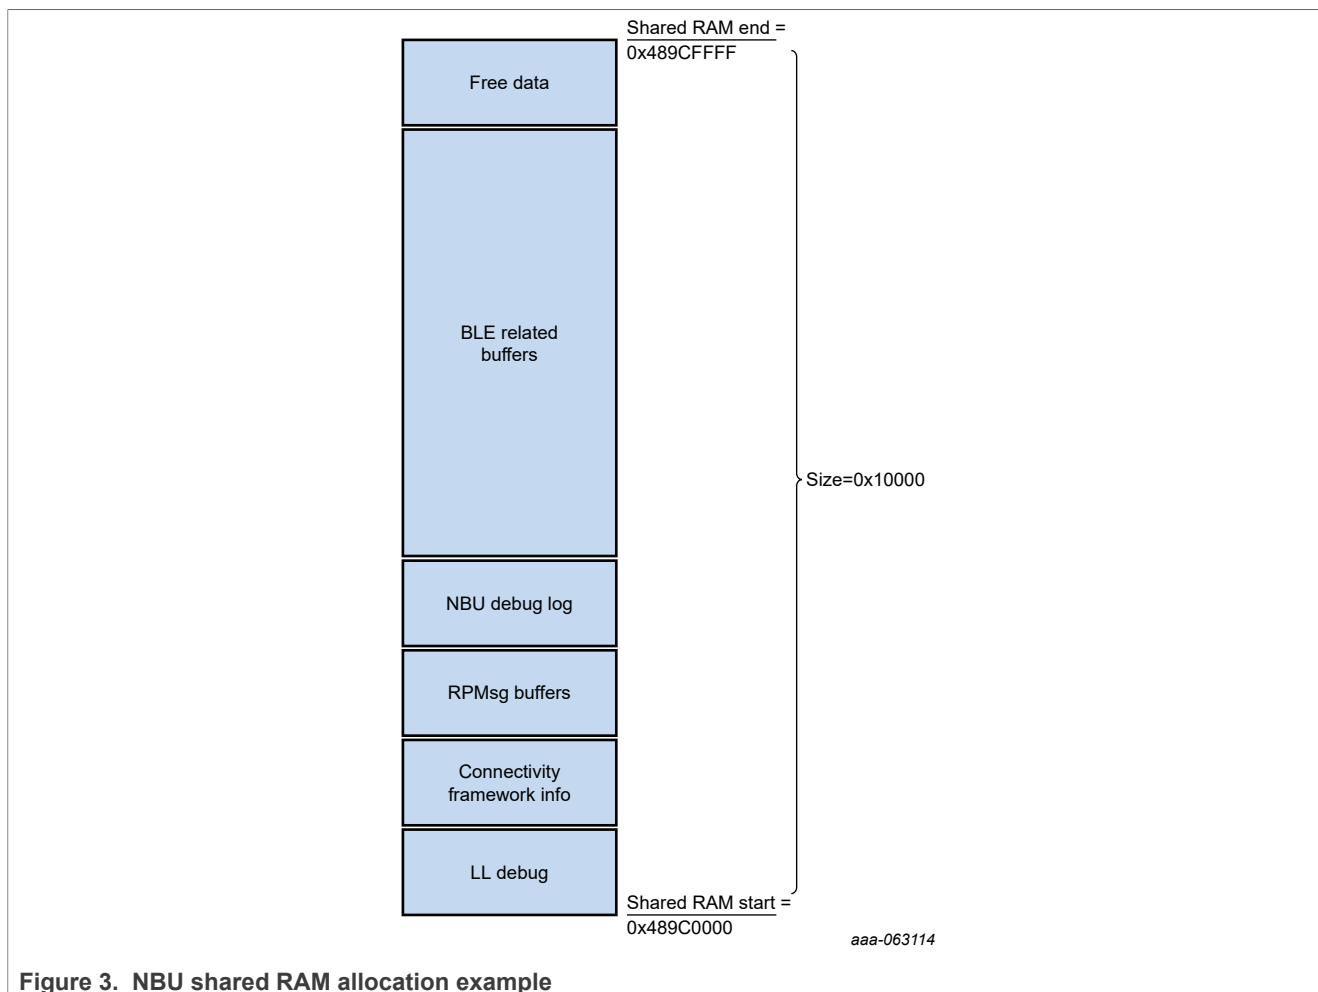 Shared RAM end =
0x489CFFFF
Free data
BLE related
buffers
Size=0x10000
NBU debug log
RPMsg buffers
Connectivity
framework info
LL debug
Shared RAM start =
0x489C0000
aaa-063114
Figure 3. NBU shared RAM allocation example